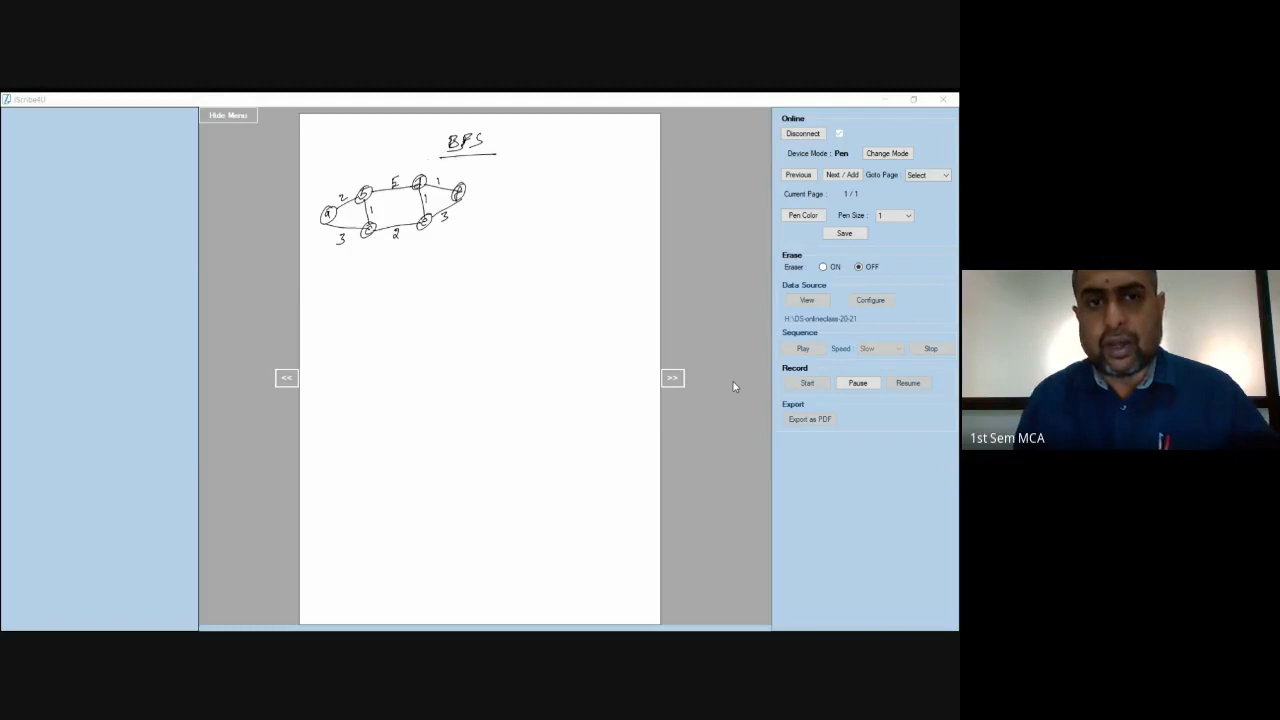 iScribe4U
Hide Menu
BFS
2
5
1
a
b
d
f
1
1
3
c
2
e
3
<<
>>
Online
Disconnect
Device Mode : Pen
Change Mode
Previous
Next / Add
Goto Page
Select
Current Page : 1 / 1
Pen Color
Pen Size : 1
Save
Erase
Eraser : ON OFF
Data Source
View
Configure
H:\DS-onlineclass-20-21
Sequence
Play
Speed : Slow
Stop
Record
Start
Pause
Resume
Export
Export as PDF
1st Sem MCA